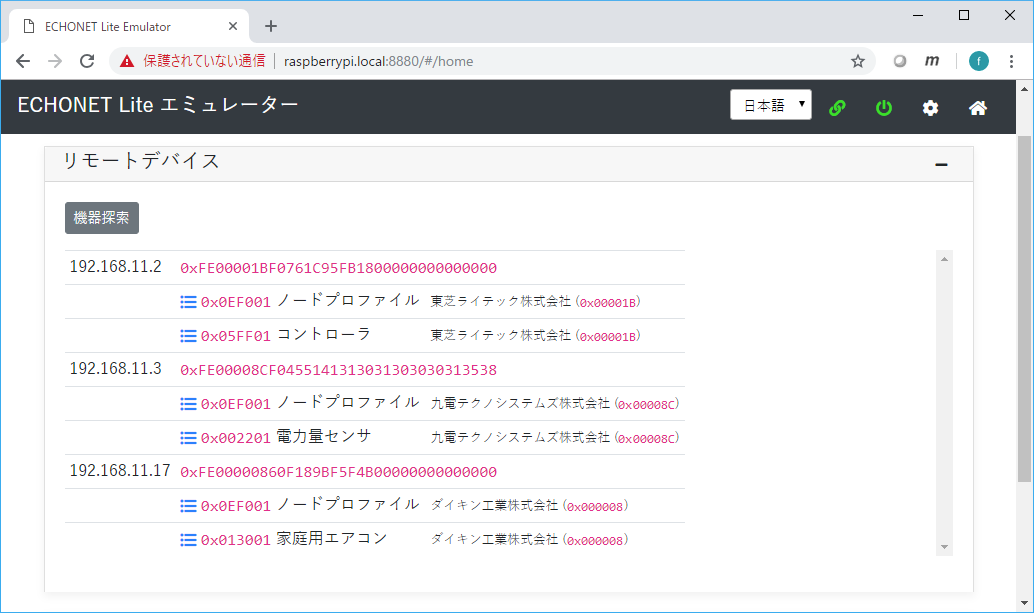 ECHONET Lite Emulator
保護されていない通信 raspberrypi.local:8880/#/home
m
f
ECHONET Lite エミュレーター 日本語
リモートデバイス
機器探索
192.168.11.2 0xFE00001BF0761C95FB1800000000000000
0x0EF001 ノードプロファイル 東芝ライテック株式会社 (0x00001B)
0x05FF01 コントローラ 東芝ライテック株式会社 (0x00001B)
192.168.11.3 0xFE00008CF04551413130313030303 13538
0x0EF001 ノードプロファイル 九電テクノシステムズ株式会社 (0x00008C)
0x002201 電力量センサ 九電テクノシステムズ株式会社 (0x00008C)
192.168.11.17 0xFE00000860F189BF5F4B00000000000000
0x0EF001 ノードプロファイル ダイキン工業株式会社 (0x000008)
0x013001 家庭用エアコン ダイキン工業株式会社 (0x000008)